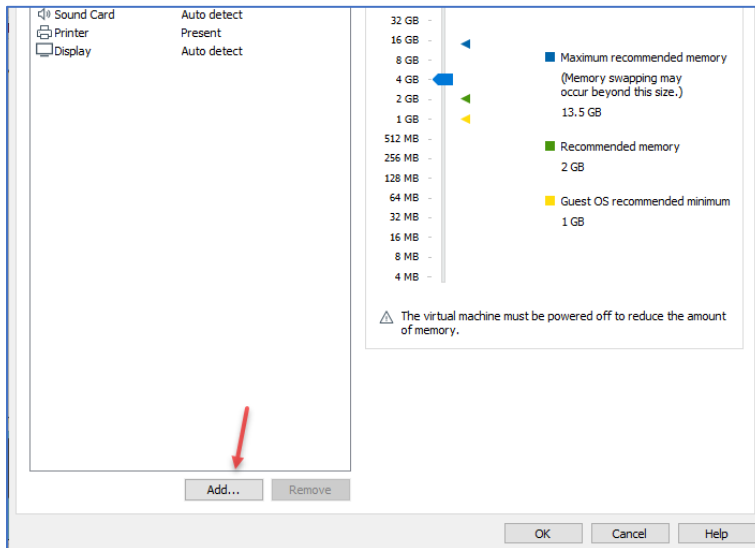 Sound Card Auto detect
Printer Present
Display Auto detect
32 GB
16 GB
8 GB
4 GB
2 GB
1 GB
512 MB
256 MB
128 MB
64 MB
32 MB
16 MB
8 MB
4 MB
Maximum recommended memory
(Memory swapping may
occur beyond this size.)
13.5 GB
Recommended memory
2 GB
Guest OS recommended minimum
1 GB
The virtual machine must be powered off to reduce the amount
of memory.
Add... Remove
OK Cancel Help